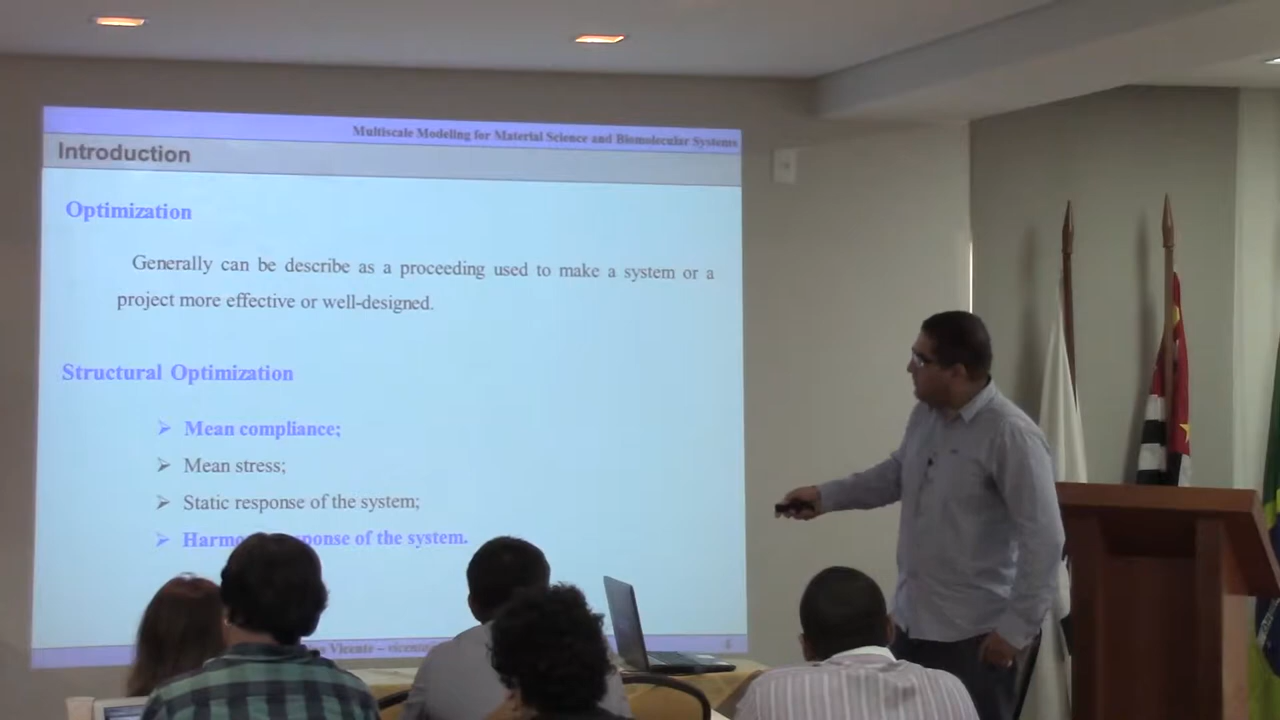 Multiscale Modeling for Material Science and Biomolecular Systems
Introduction
Optimization
Generally can be describe as a proceeding used to make a system or a
project more effective or well-designed.
Structural Optimization
➢ Mean compliance;
➢ Mean stress;
➢ Static response of the system;
➢ of the system.
Vicente –